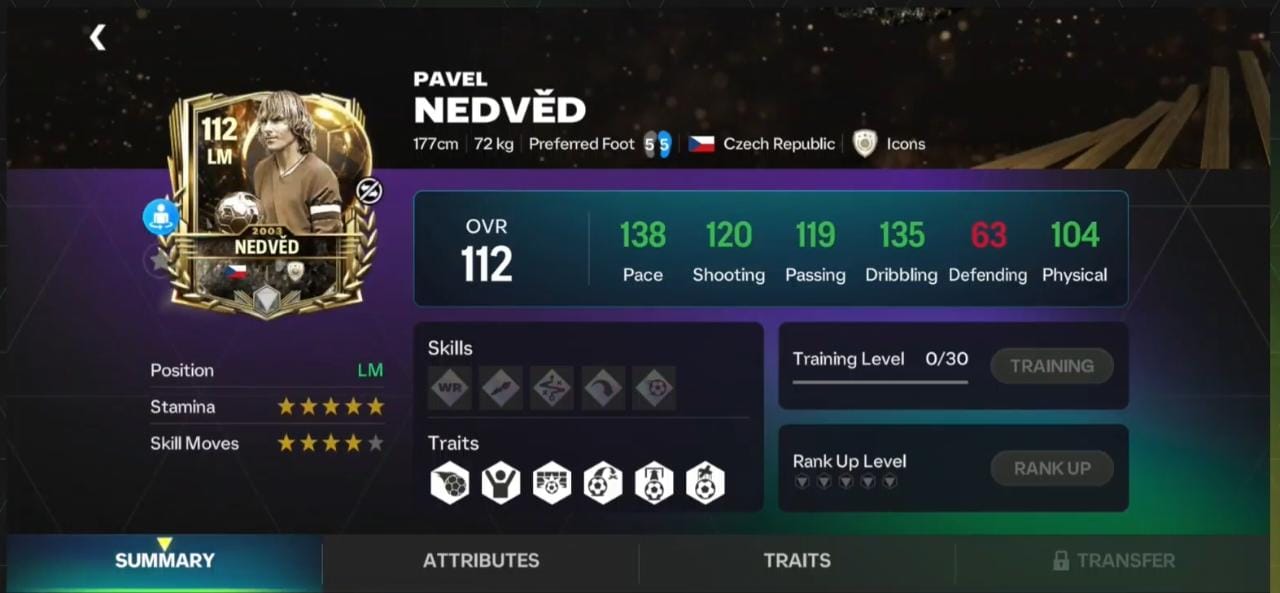 PAVEL
NEDVĚD
177cm 72 kg Preferred Foot 5 5 Czech Republic Icons
112
LM
2003
NEDVĚD
OVR
112
138 120 119 135 63 104
Pace Shooting Passing Dribbling Defending Physical
Position LM
Stamina
Skill Moves
Skills
WR
Traits
Training Level 0/30 TRAINING
Rank Up Level RANK UP
SUMMARY ATTRIBUTES TRAITS TRANSFER